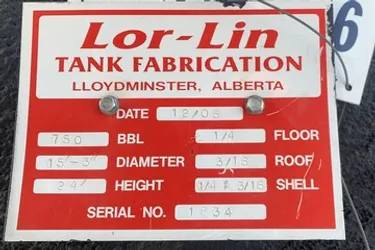 6
Lor-Lin
TANK FABRICATION
LLOYDMINSTER, ALBERTA
DATE 12/05
750 BBL 1/4 FLOOR
15'-3" DIAMETER 3/16 ROOF
24' HEIGHT 1/4 & 3/16 SHELL
SERIAL NO. 1834